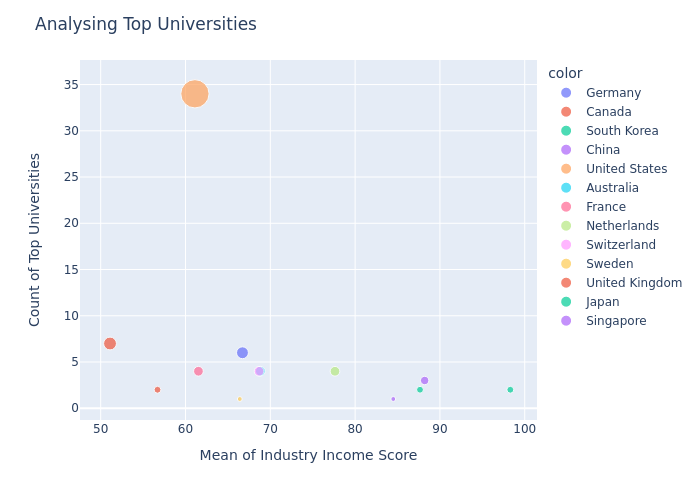 Analysing Top Universities
color
Germany
Canada
South Korea
China
United States
Australia
France
Netherlands
Switzerland
Sweden
United Kingdom
Japan
Singapore
Count of Top Universities
35
30
25
20
15
10
5
0
50
60
70
80
90
100
Mean of Industry Income Score